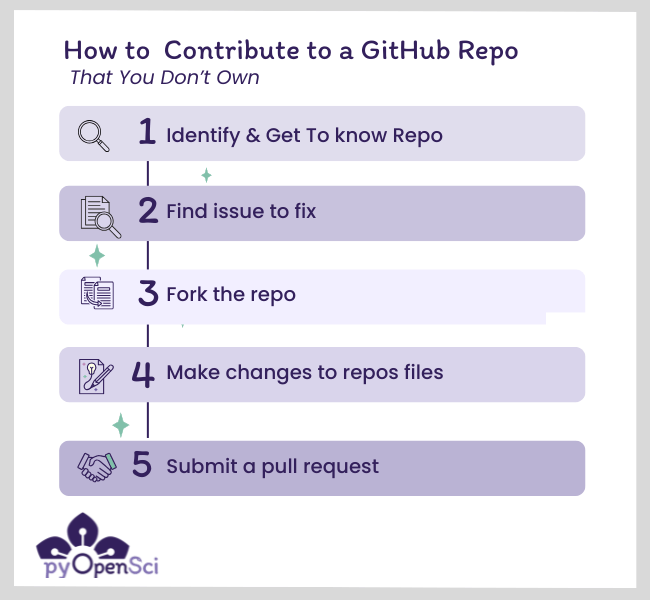 How to Contribute to a GitHub Repo
That You Don't Own
1 Identify & Get To know Repo
2 Find issue to fix
3 Fork the repo
4 Make changes to repos files
5 Submit a pull request
pyOpenSci